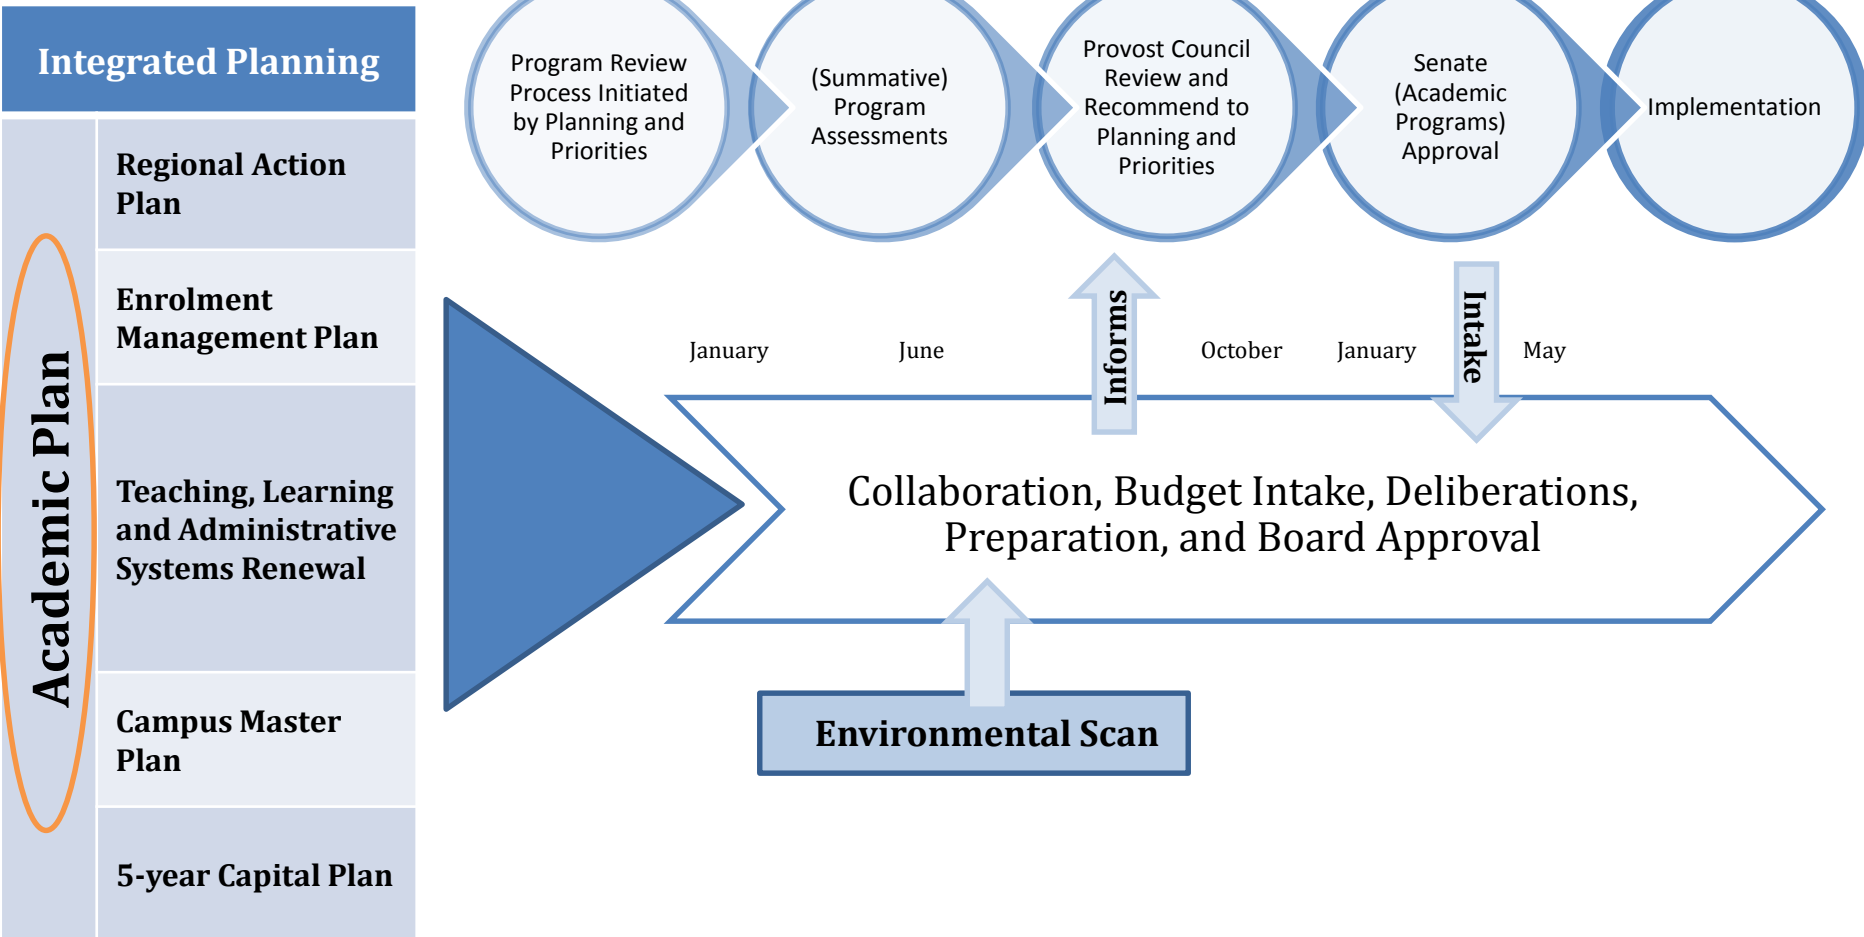 Integrated Planning
Academic Plan
Regional Action
Plan
Enrolment
Management Plan
Teaching, Learning
and Administrative
Systems Renewal
Campus Master
Plan
5-year Capital Plan
Program Review
Process Initiated
by Planning and
Priorities
(Summative)
Program
Assessments
Provost Council
Review and
Recommend to
Planning and
Priorities
Senate
(Academic
Programs)
Approval
Implementation
Informs
Intake
January
June
October
January
May
Collaboration, Budget Intake, Deliberations,
Preparation, and Board Approval
Environmental Scan